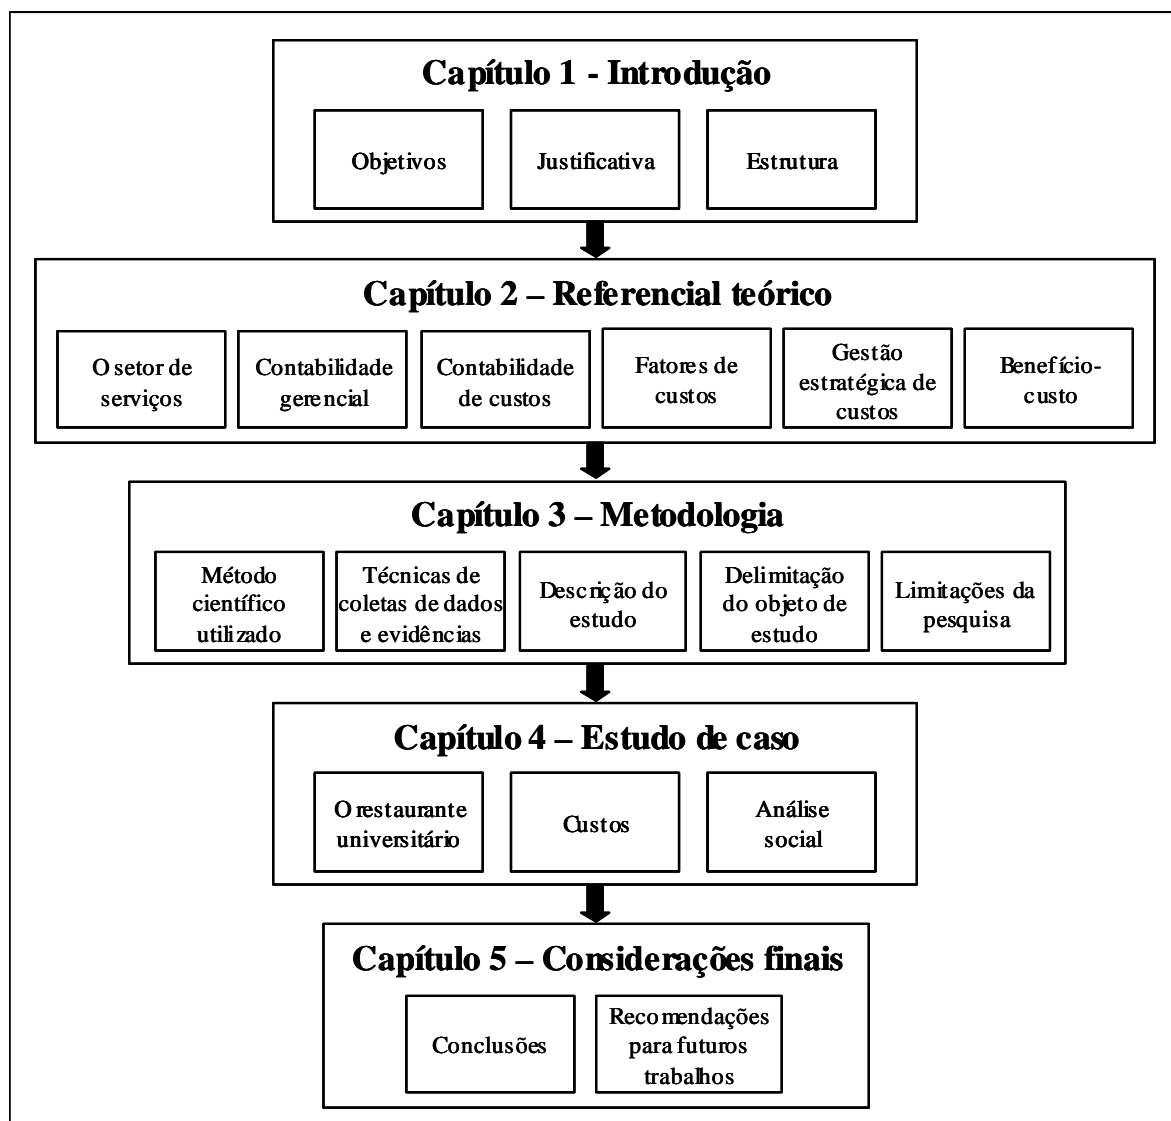 Capítulo 1 - Introdução
Objetivos
Justificativa
Estrutura
Capítulo 2 – Referencial teórico
O setor de
serviços
Contabilidade
gerencial
Contabilidade
de custos
Fatores de
custos
Gestão
estratégica de
custos
Benefício-
custo
Capítulo 3 – Metodologia
Método
científico
utilizado
Técnicas de
coletas de dados
e evidências
Descrição do
estudo
Delimitação
do objeto de
estudo
Limitações da
pesquisa
Capítulo 4 – Estudo de caso
O restaurante
universitário
Custos
Análise
social
Capítulo 5 – Considerações finais
Conclusões
Recomendações
para futuros
trabalhos